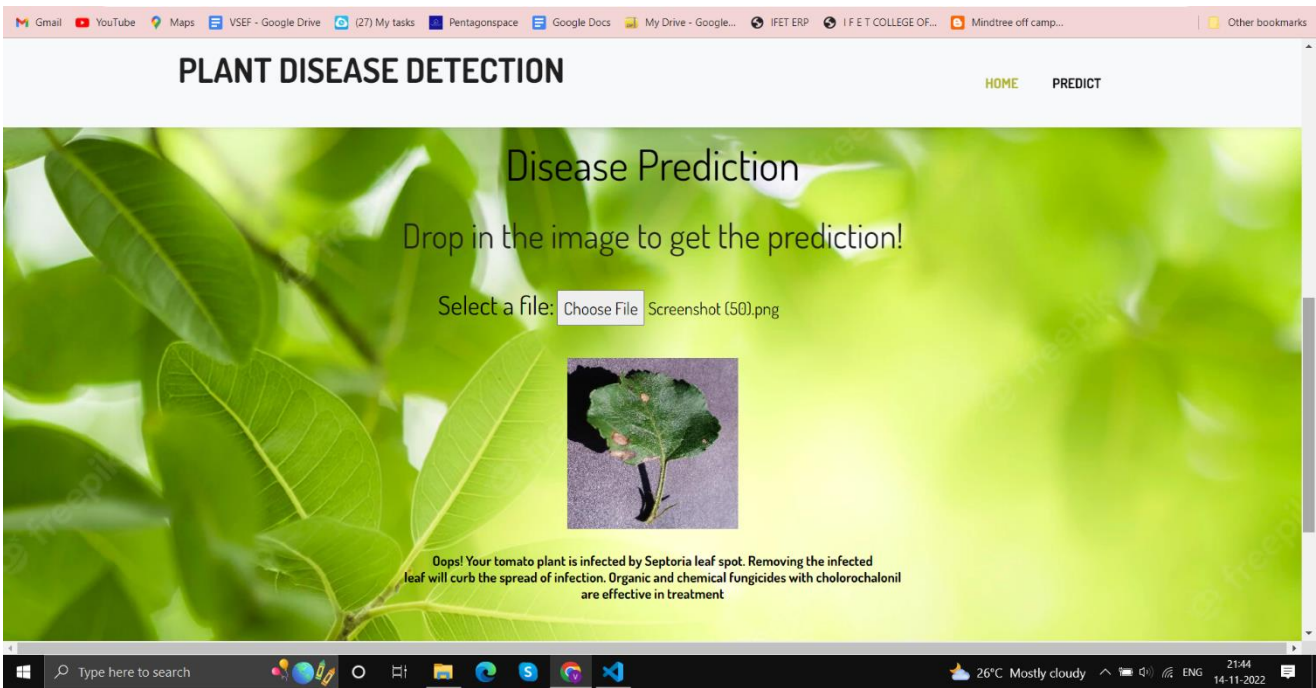 Gmail YouTube Maps VSEF - Google Drive (27) My tasks Pentagonspace Google Docs My Drive - Google... IFET ERP I F E T COLLEGE OF... Mindtree off camp... Other bookmarks
PLANT DISEASE DETECTION
HOME PREDICT
Disease Prediction
Drop in the image to get the prediction!
Select a file: Choose File Screenshot (50).png
Oops! Your tomato plant is infected by Septoria leaf spot. Removing the infected
leaf will curb the spread of infection. Organic and chemical fungicides with cholorochalonil
are effective in treatment
Type here to search
26°C Mostly cloudy ENG 21:44
14-11-2022